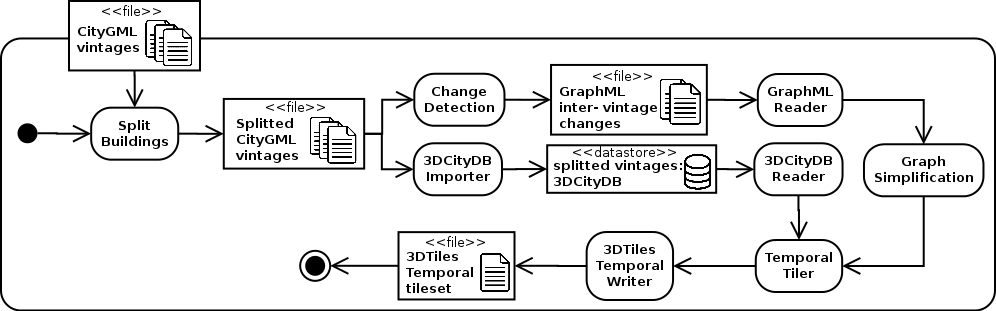 <<file>>
CityGML
vintages
Split
Buildings
<<file>>
Splitted
CityGML
vintages
Change
Detection
<<file>>
GraphML
inter- vintage
changes
GraphML
Reader
3DCityDB
Importer
<<datastore>>
splitted vintages:
3DCityDB
3DCityDB
Reader
Graph
Simplification
<<file>>
3DTiles
Temporal
tileset
3DTiles
Temporal
Writer
Temporal
Tiler